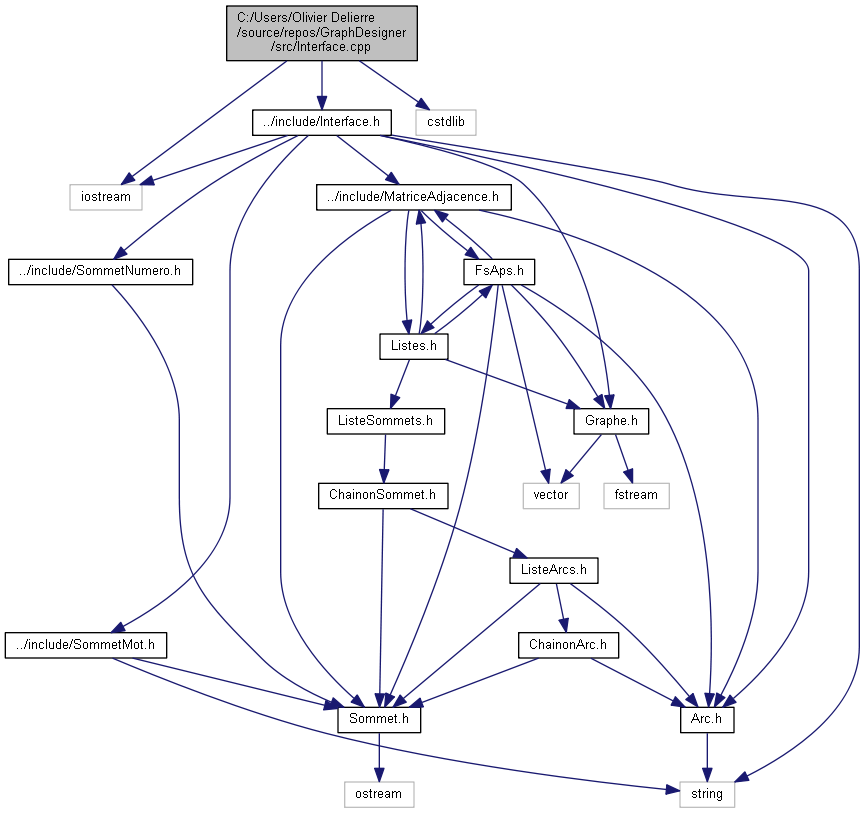 C:/Users/Olivier Delierre
/source/repos/GraphDesigner
/src/Interface.cpp
../include/Interface.h
cstdlib
iostream
../include/MatriceAdjacence.h
../include/SommetNumero.h
FsAps.h
Listes.h
ListeSommets.h
Graphe.h
ChainonSommet.h
vector
fstream
ListeArcs.h
../include/SommetMot.h
ChainonArc.h
Sommet.h
Arc.h
ostream
string